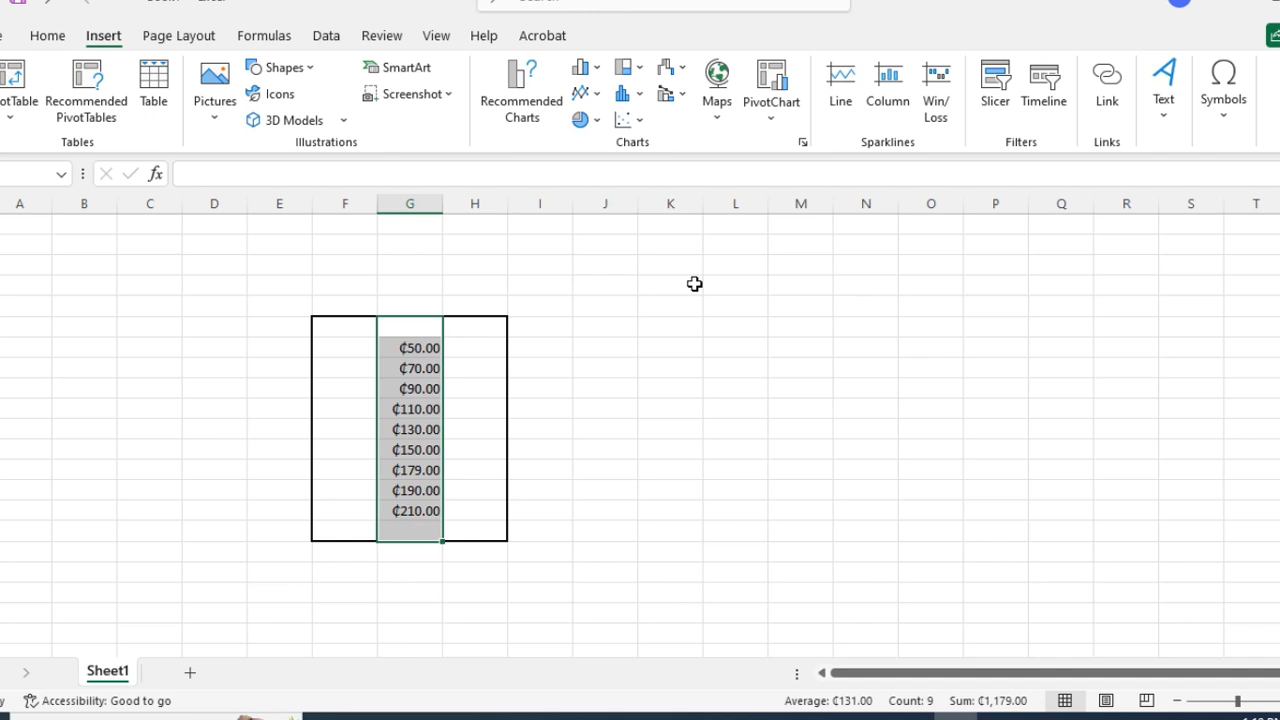 Home Insert Page Layout Formulas Data Review View Help Acrobat
Shapes SmartArt
Icons Screenshot
Recommended PivotTables
Table
Pictures
3D Models
Recommended Charts
Maps
PivotChart
Line
Column
Win/
Loss
Slicer
Timeline
Link
Text
Symbols
Tables Illustrations Charts Sparklines Filters Links
fx
A B C D E F G H I J K L M N O P Q R S T
₵50.00
₵70.00
₵90.00
₵110.00
₵130.00
₵150.00
₵179.00
₵190.00
₵210.00
Sheet1
Accessibility: Good to go Average: ₵131.00 Count: 9 Sum: ₵1,179.00